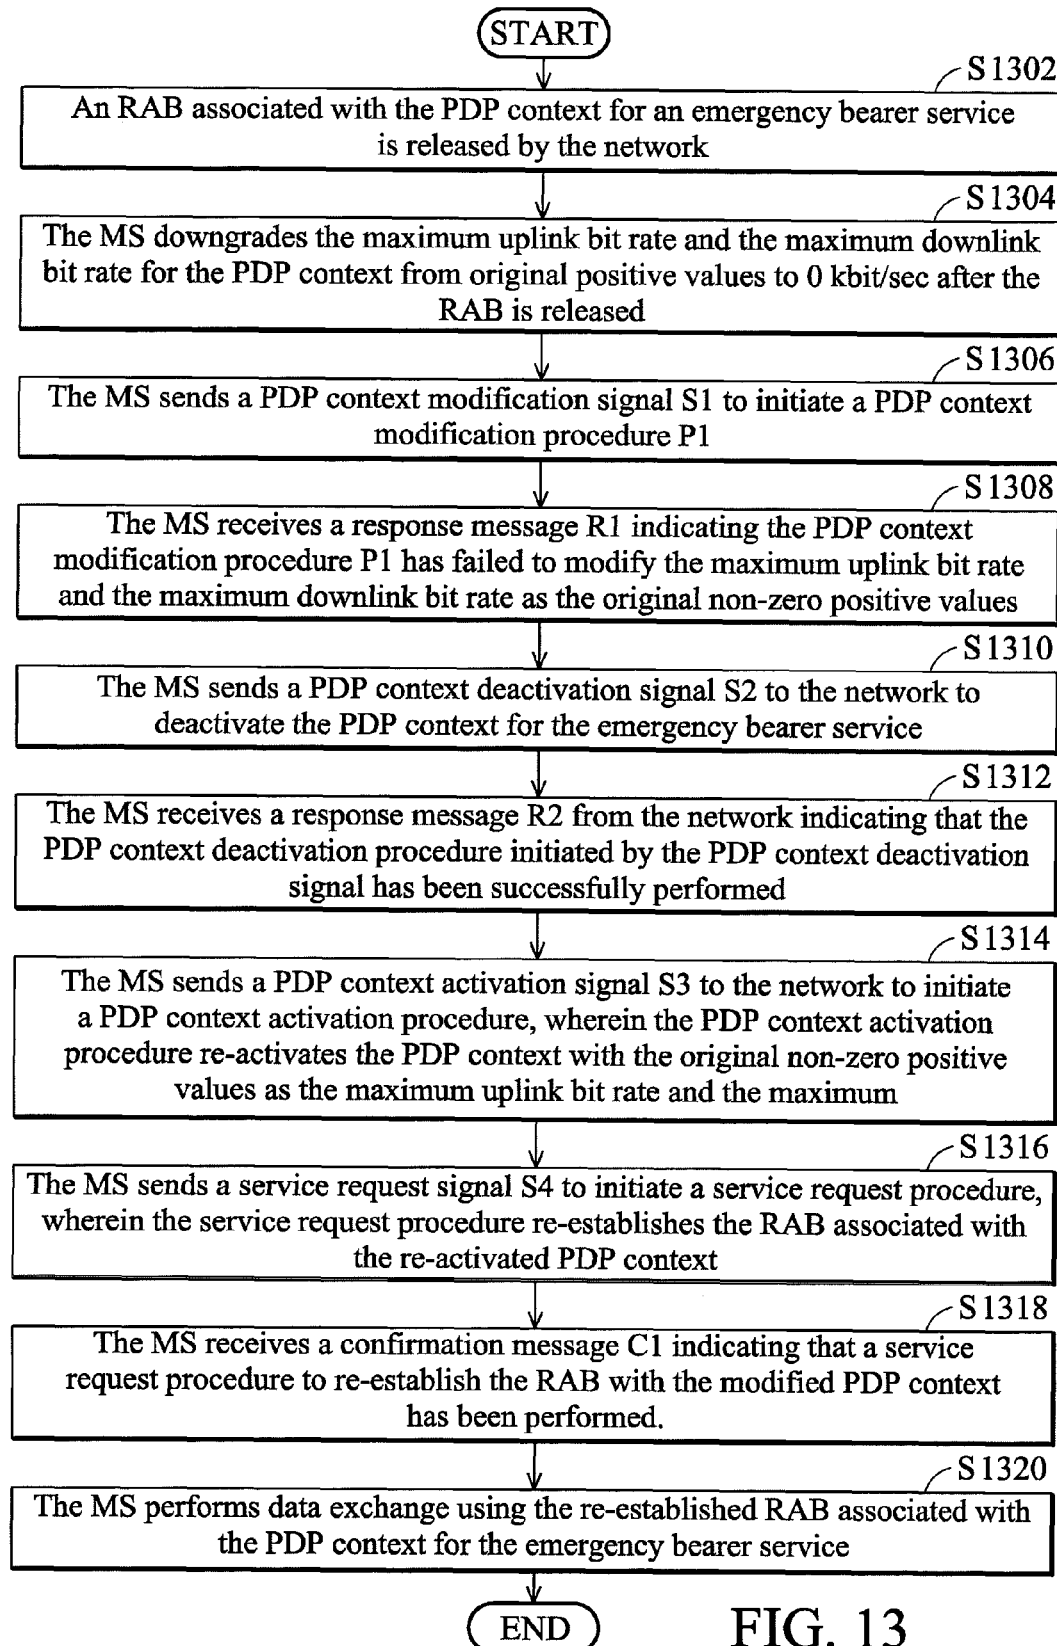 START
S1302
An RAB associated with the PDP context for an emergency bearer service
is released by the network
S1304
The MS downgrades the maximum uplink bit rate and the maximum downlink
bit rate for the PDP context from original positive values to 0 kbit/sec after the
RAB is released
S1306
The MS sends a PDP context modification signal S1 to initiate a PDP context
modification procedure P1
S1308
The MS receives a response message R1 indicating the PDP context
modification procedure P1 has failed to modify the maximum uplink bit rate
and the maximum downlink bit rate as the original non-zero positive values
S1310
The MS sends a PDP context deactivation signal S2 to the network to
deactivate the PDP context for the emergency bearer service
S1312
The MS receives a response message R2 from the network indicating that the
PDP context deactivation procedure initiated by the PDP context deactivation
signal has been successfully performed
S1314
The MS sends a PDP context activation signal S3 to the network to initiate
a PDP context activation procedure, wherein the PDP context activation
procedure re-activates the PDP context with the original non-zero positive
values as the maximum uplink bit rate and the maximum
S1316
The MS sends a service request signal S4 to initiate a service request procedure,
wherein the service request procedure re-establishes the RAB associated with
the re-activated PDP context
S1318
The MS receives a confirmation message C1 indicating that a service
request procedure to re-establish the RAB with the modified PDP context
has been performed.
S1320
The MS performs data exchange using the re-established RAB associated with
the PDP context for the emergency bearer service
END
FIG. 13